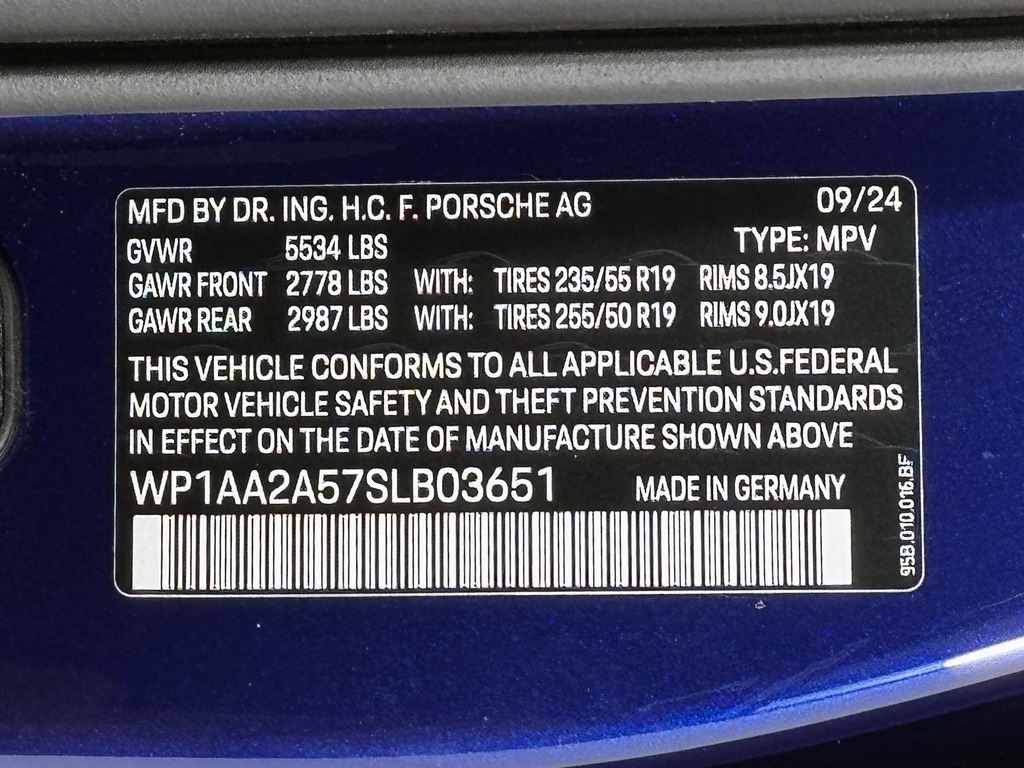 MFD BY DR. ING. H.C. F. PORSCHE AG 09/24
GVWR 5534 LBS TYPE: MPV
GAWR FRONT 2778 LBS WITH: TIRES 235/55 R19 RIMS 8.5JX19
GAWR REAR 2987 LBS WITH: TIRES 255/50 R19 RIMS 9.0JX19
THIS VEHICLE CONFORMS TO ALL APPLICABLE U.S.FEDERAL
MOTOR VEHICLE SAFETY AND THEFT PREVENTION STANDARDS
IN EFFECT ON THE DATE OF MANUFACTURE SHOWN ABOVE
WP1AA2A57SLB03651 MADE IN GERMANY
95B.010.016.BF